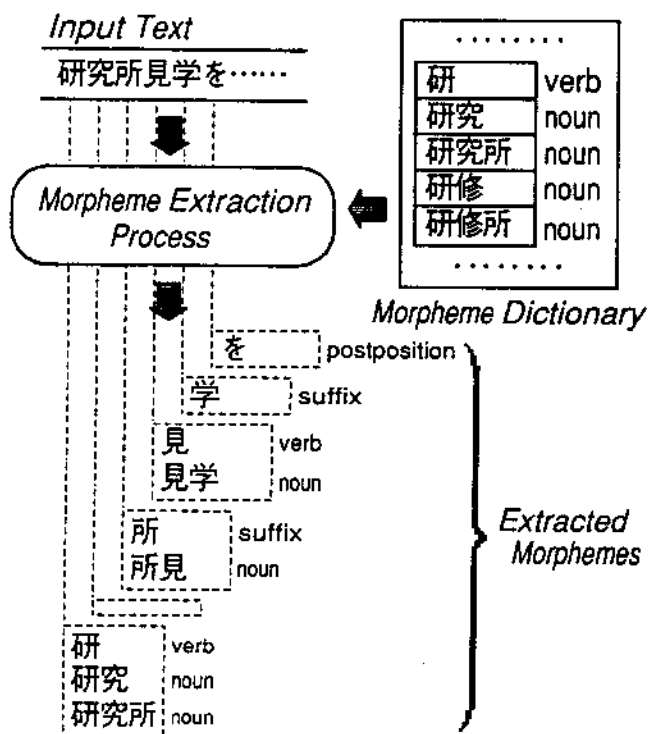 Input Text
研究所見学を……
........
研 verb
研究 noun
研究所 noun
研修 noun
研修所 noun
........
Morpheme Dictionary
Morpheme Extraction
Process
を postposition
学 suffix
見 verb
見学 noun
所 suffix
所見 noun
研 verb
研究 noun
研究所 noun
Extracted
Morphemes